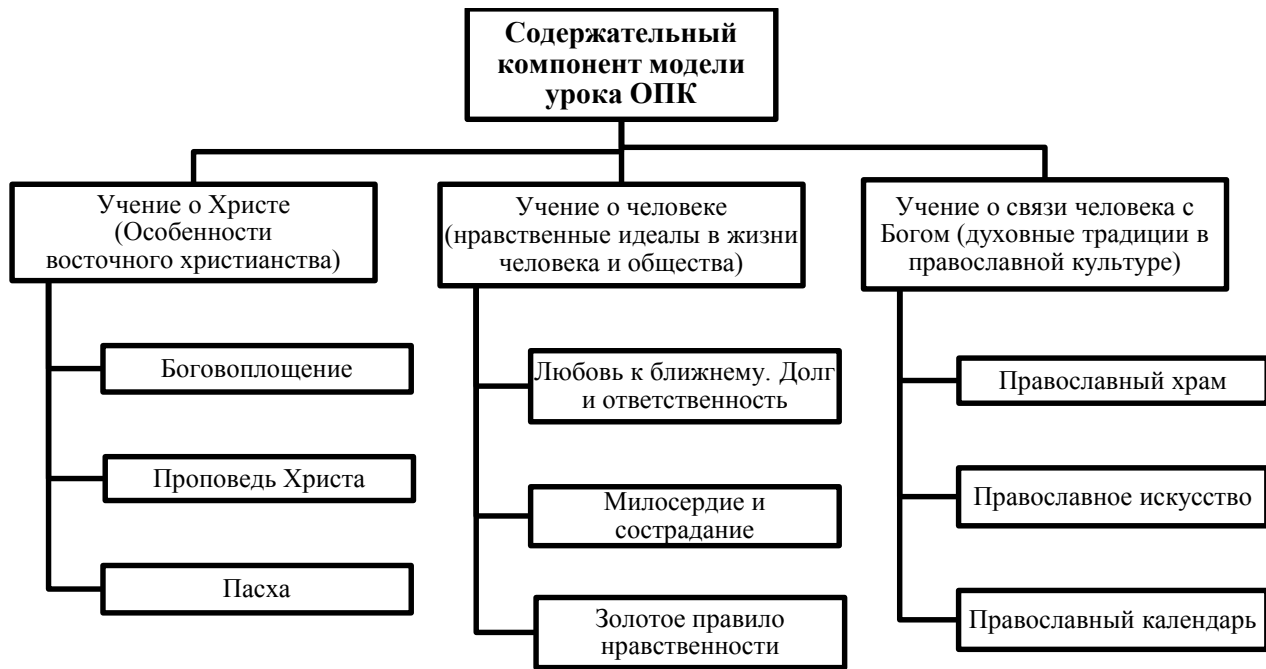 Содержательный
компонент модели
урока ОПК
Учение о Христе
(Особенности
восточного христианства)
Боговоплощение
Проповедь Христа
Пасха
Учение о человеке
(нравственные идеалы в жизни
человека и общества)
Любовь к ближнему. Долг
и ответственность
Милосердие и
сострадание
Золотое правило
нравственности
Учение о связи человека с
Богом (духовные традиции в
православной культуре)
Православный храм
Православное искусство
Православный календарь